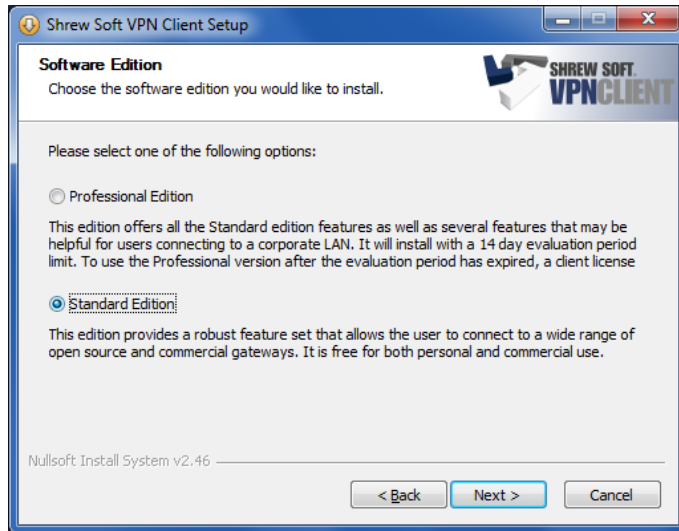 Shrew Soft VPN Client Setup
Software Edition
Choose the software edition you would like to install.
SHREW SOFT.
VPNCLIENT
Please select one of the following options:
Professional Edition
This edition offers all the Standard edition features as well as several features that may be
helpful for users connecting to a corporate LAN. It will install with a 14 day evaluation period
limit. To use the Professional version after the evaluation period has expired, a client license
Standard Edition
This edition provides a robust feature set that allows the user to connect to a wide range of
open source and commercial gateways. It is free for both personal and commercial use.
Nullsoft Install System v2.46
< Back Next > Cancel